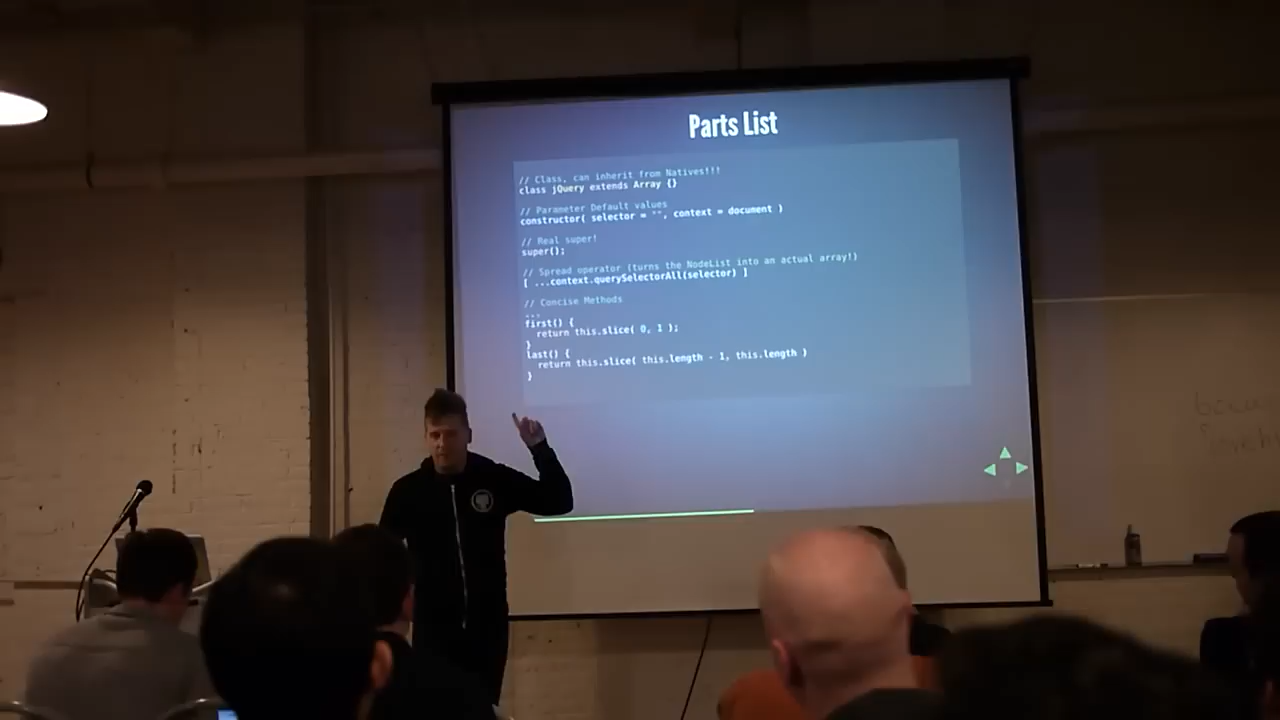 Parts List
// Class, can inherit from Natives!!!
class jQuery extends Array {}
// Parameter Default values
constructor( selector = "", context = document )
// Real super!
super();
// Spread operator (turns the NodeList into an actual array!)
[ ...context.querySelectorAll(selector) ]
// Concise Methods
...
first() {
return this.slice( 0, 1 );
}
last() {
return this.slice( this.length - 1, this.length )
}